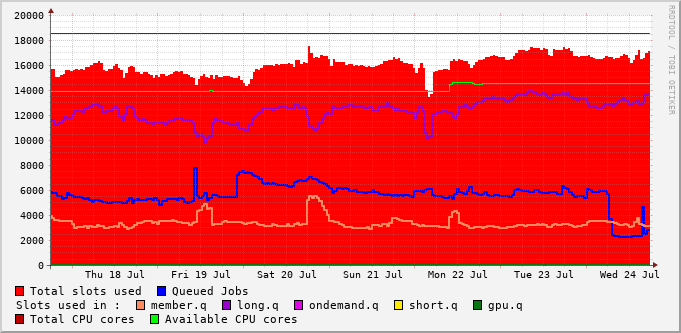 20000
18000
16000
14000
12000
10000
8000
6000
4000
2000
0
Thu 18 Jul Fri 19 Jul Sat 20 Jul Sun 21 Jul Mon 22 Jul Tue 23 Jul Wed 24 Jul
RRDTOOL / TOBI OETIKER
Total slots used Queued Jobs
Slots used in : member.q long.q ondemand.q short.q gpu.q
Total CPU cores Available CPU cores